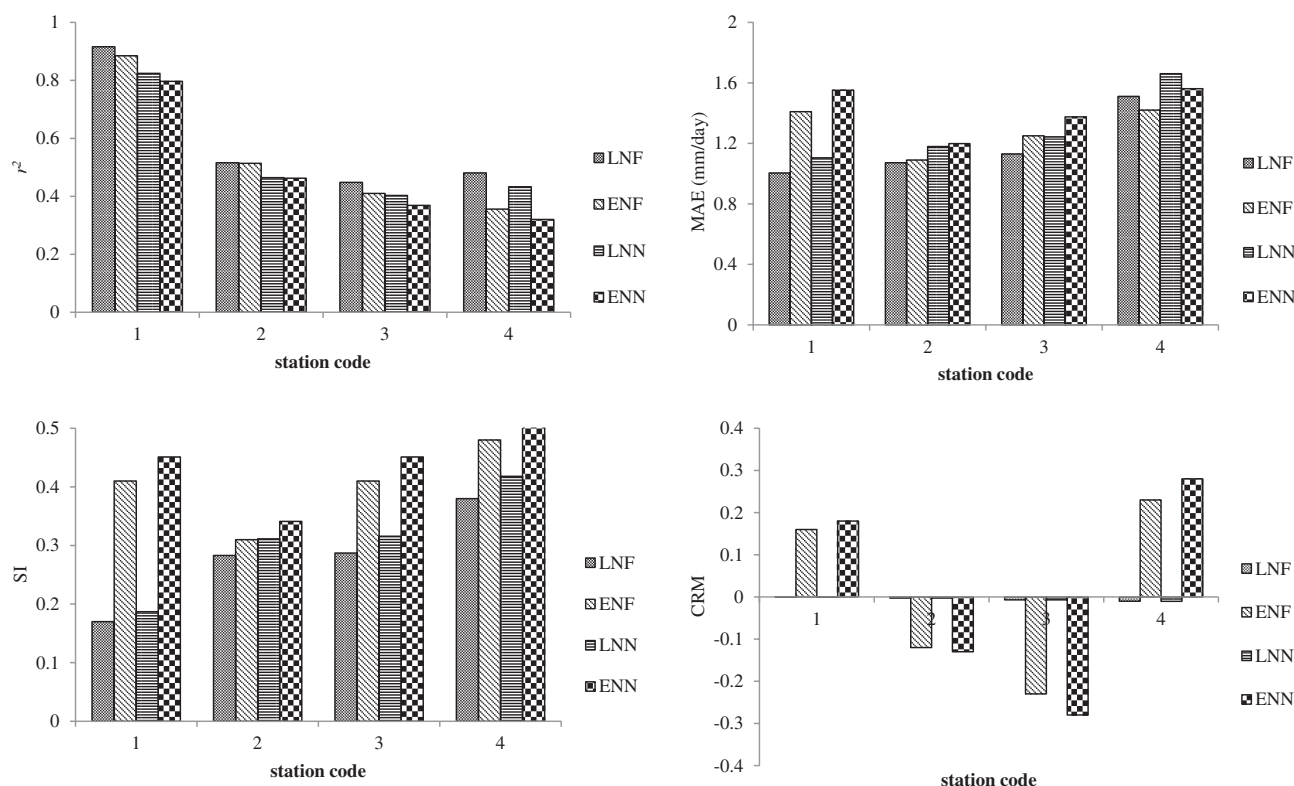 1
0.8
0.6
0.4
0.2
0
r²
1 2 3 4
station code
LNF
ENF
LNN
ENN
2
1.6
1.2
0.8
0.4
0
MAE (mm/day)
1 2 3 4
station code
LNF
ENF
LNN
ENN
0.5
0.4
0.3
0.2
0.1
0
SI
1 2 3 4
station code
LNF
ENF
LNN
ENN
0.4
0.3
0.2
0.1
0
-0.1
-0.2
-0.3
-0.4
CRM
1 2 3 4
station code
LNF
ENF
LNN
ENN